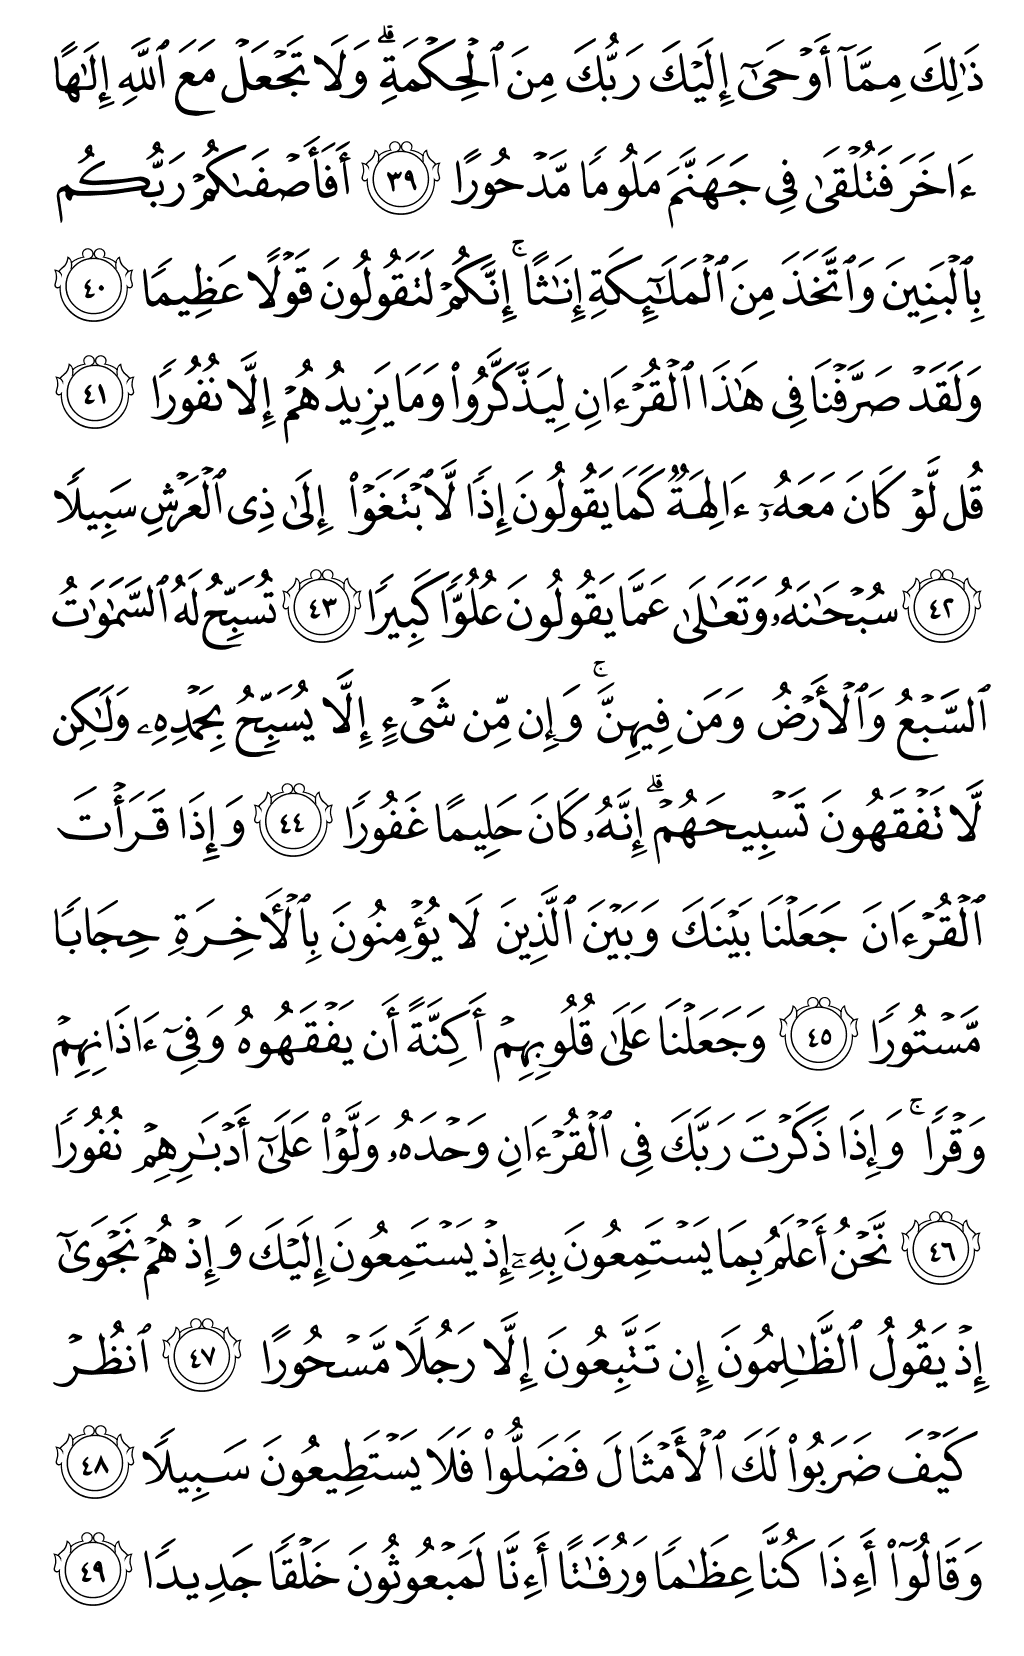 ذَٰلِكَ مِمَّآ أَوۡحَىٰٓ إِلَيۡكَ رَبُّكَ مِنَ ٱلۡحِكۡمَةِۗ وَلَا تَجۡعَلۡ مَعَ ٱللَّهِ إِلَٰهًا
ءَاخَرَ فَتُلۡقَىٰ فِي جَهَنَّمَ مَلُومٗا مَّدۡحُورًا ٣٩ أَفَأَصۡفَىٰكُمۡ رَبُّكُم
بِٱلۡبَنِينَ وَٱتَّخَذَ مِنَ ٱلۡمَلَٰٓئِكَةِ إِنَٰثًاۚ إِنَّكُمۡ لَتَقُولُونَ قَوۡلًا عَظِيمٗا ٤٠
وَلَقَدۡ صَرَّفۡنَا فِي هَٰذَا ٱلۡقُرۡءَانِ لِيَذَّكَّرُواْ وَمَا يَزِيدُهُمۡ إِلَّا نُفُورٗا ٤١
قُل لَّوۡ كَانَ مَعَهُۥٓ ءَالِهَةٞ كَمَا يَقُولُونَ إِذٗا لَّٱبۡتَغَوۡاْ إِلَىٰ ذِي ٱلۡعَرۡشِ سَبِيلٗا
٤٢ سُبۡحَٰنَهُۥ وَتَعَٰلَىٰ عَمَّا يَقُولُونَ عُلُوّٗا كَبِيرٗا ٤٣ تُسَبِّحُ لَهُ ٱلسَّمَٰوَٰتُ
ٱلسَّبۡعُ وَٱلۡأَرۡضُ وَمَن فِيهِنَّۚ وَإِن مِّن شَيۡءٍ إِلَّا يُسَبِّحُ بِحَمۡدِهِۦ وَلَٰكِن
لَّا تَفۡقَهُونَ تَسۡبِيحَهُمۡۗ إِنَّهُۥ كَانَ حَلِيمًا غَفُورٗا ٤٤ وَإِذَا قَرَأۡتَ
ٱلۡقُرۡءَانَ جَعَلۡنَا بَيۡنَكَ وَبَيۡنَ ٱلَّذِينَ لَا يُؤۡمِنُونَ بِٱلۡأٓخِرَةِ حِجَابٗا
مَّسۡتُورٗا ٤٥ وَجَعَلۡنَا عَلَىٰ قُلُوبِهِمۡ أَكِنَّةً أَن يَفۡقَهُوهُ وَفِيٓ ءَاذَانِهِمۡ
وَقۡرٗاۚ وَإِذَا ذَكَرۡتَ رَبَّكَ فِي ٱلۡقُرۡءَانِ وَحۡدَهُۥ وَلَّوۡاْ عَلَىٰٓ أَدۡبَٰرِهِمۡ نُفُورٗا
٤٦ نَّحۡنُ أَعۡلَمُ بِمَا يَسۡتَمِعُونَ بِهِۦٓ إِذۡ يَسۡتَمِعُونَ إِلَيۡكَ وَإِذۡ هُمۡ نَجۡوَىٰٓ
إِذۡ يَقُولُ ٱلظَّٰلِمُونَ إِن تَتَّبِعُونَ إِلَّا رَجُلٗا مَّسۡحُورًا ٤٧ ٱنظُرۡ
كَيۡفَ ضَرَبُواْ لَكَ ٱلۡأَمۡثَالَ فَضَلُّواْ فَلَا يَسۡتَطِيعُونَ سَبِيلٗا ٤٨
وَقَالُوٓاْ أَءِذَا كُنَّا عِظَٰمٗا وَرُفَٰتًا أَءِنَّا لَمَبۡعُوثُونَ خَلۡقٗا جَدِيدٗا ٤٩